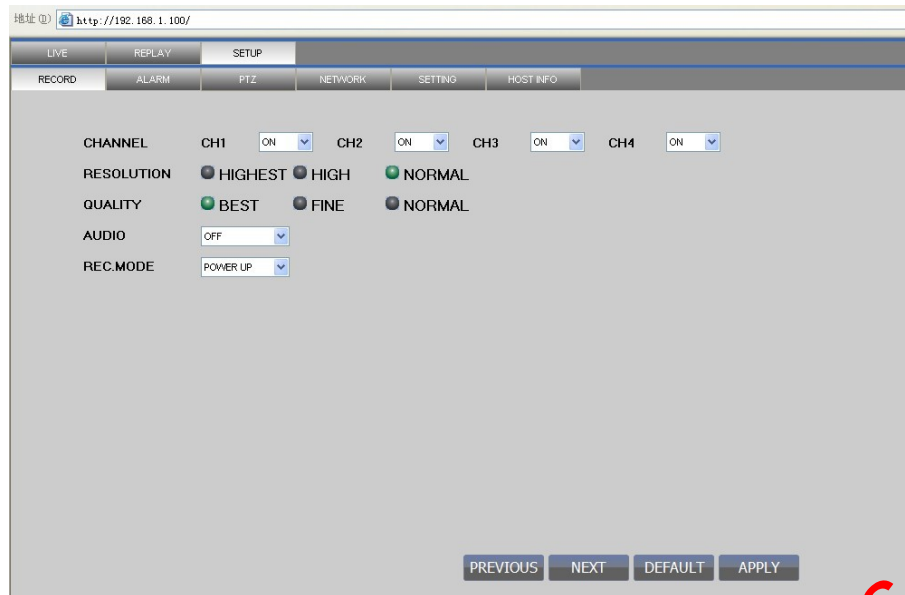 地址(D) http://192.168.1.100/
LIVE REPLAY SETUP
RECORD ALARM PTZ NETWORK SETTING HOST INFO
CHANNEL CH1 ON CH2 ON CH3 ON CH4 ON
RESOLUTION HIGHEST HIGH NORMAL
QUALITY BEST FINE NORMAL
AUDIO OFF
REC.MODE POWER UP
PREVIOUS NEXT DEFAULT APPLY